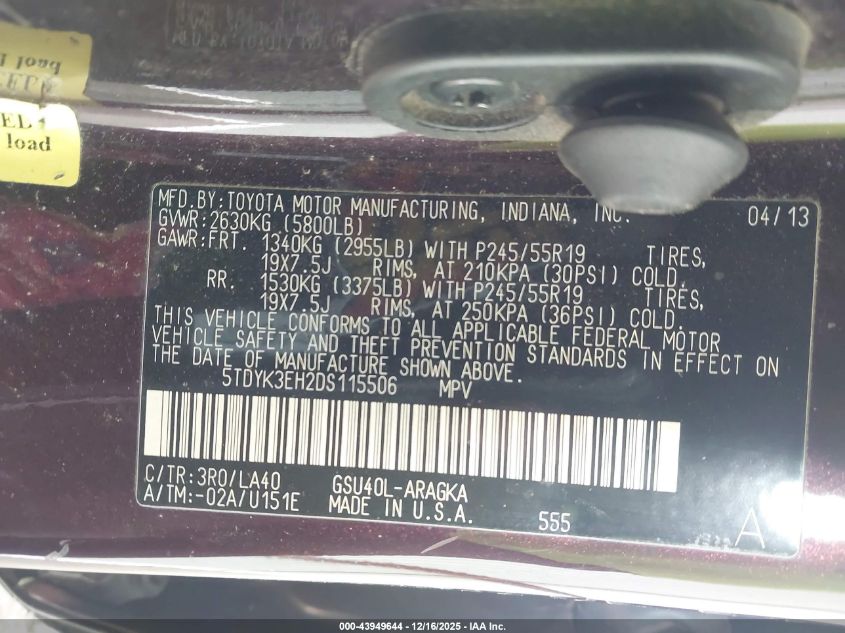 EL 4
load
MFD.BY:TOYOTA MOTOR MANUFACTURING, INDIANA, INC. 04/13
GVWR:2630KG (5800LB)
GAWR:FRT. 1340KG (2955LB) WITH P245/55R19 TIRES,
19X7.5J RIMS, AT 210KPA (30PSI) COLD.
RR. 1530KG (3375LB) WITH P245/55R19 TIRES,
19X7.5J RIMS, AT 250KPA (36PSI) COLD.
THIS VEHICLE CONFORMS TO ALL APPLICABLE FEDERAL MOTOR
VEHICLE SAFETY AND THEFT PREVENTION STANDARDS IN EFFECT ON
THE DATE OF MANUFACTURE SHOWN ABOVE.
5TDYK3EH2DS115506 MPV
C/TR:3R0/LA40 GSU40L-ARAGKA
A/TM:-02A/U151E MADE IN U.S.A. 555 A
000-43949644 - 12/16/2025 - IAA Inc.